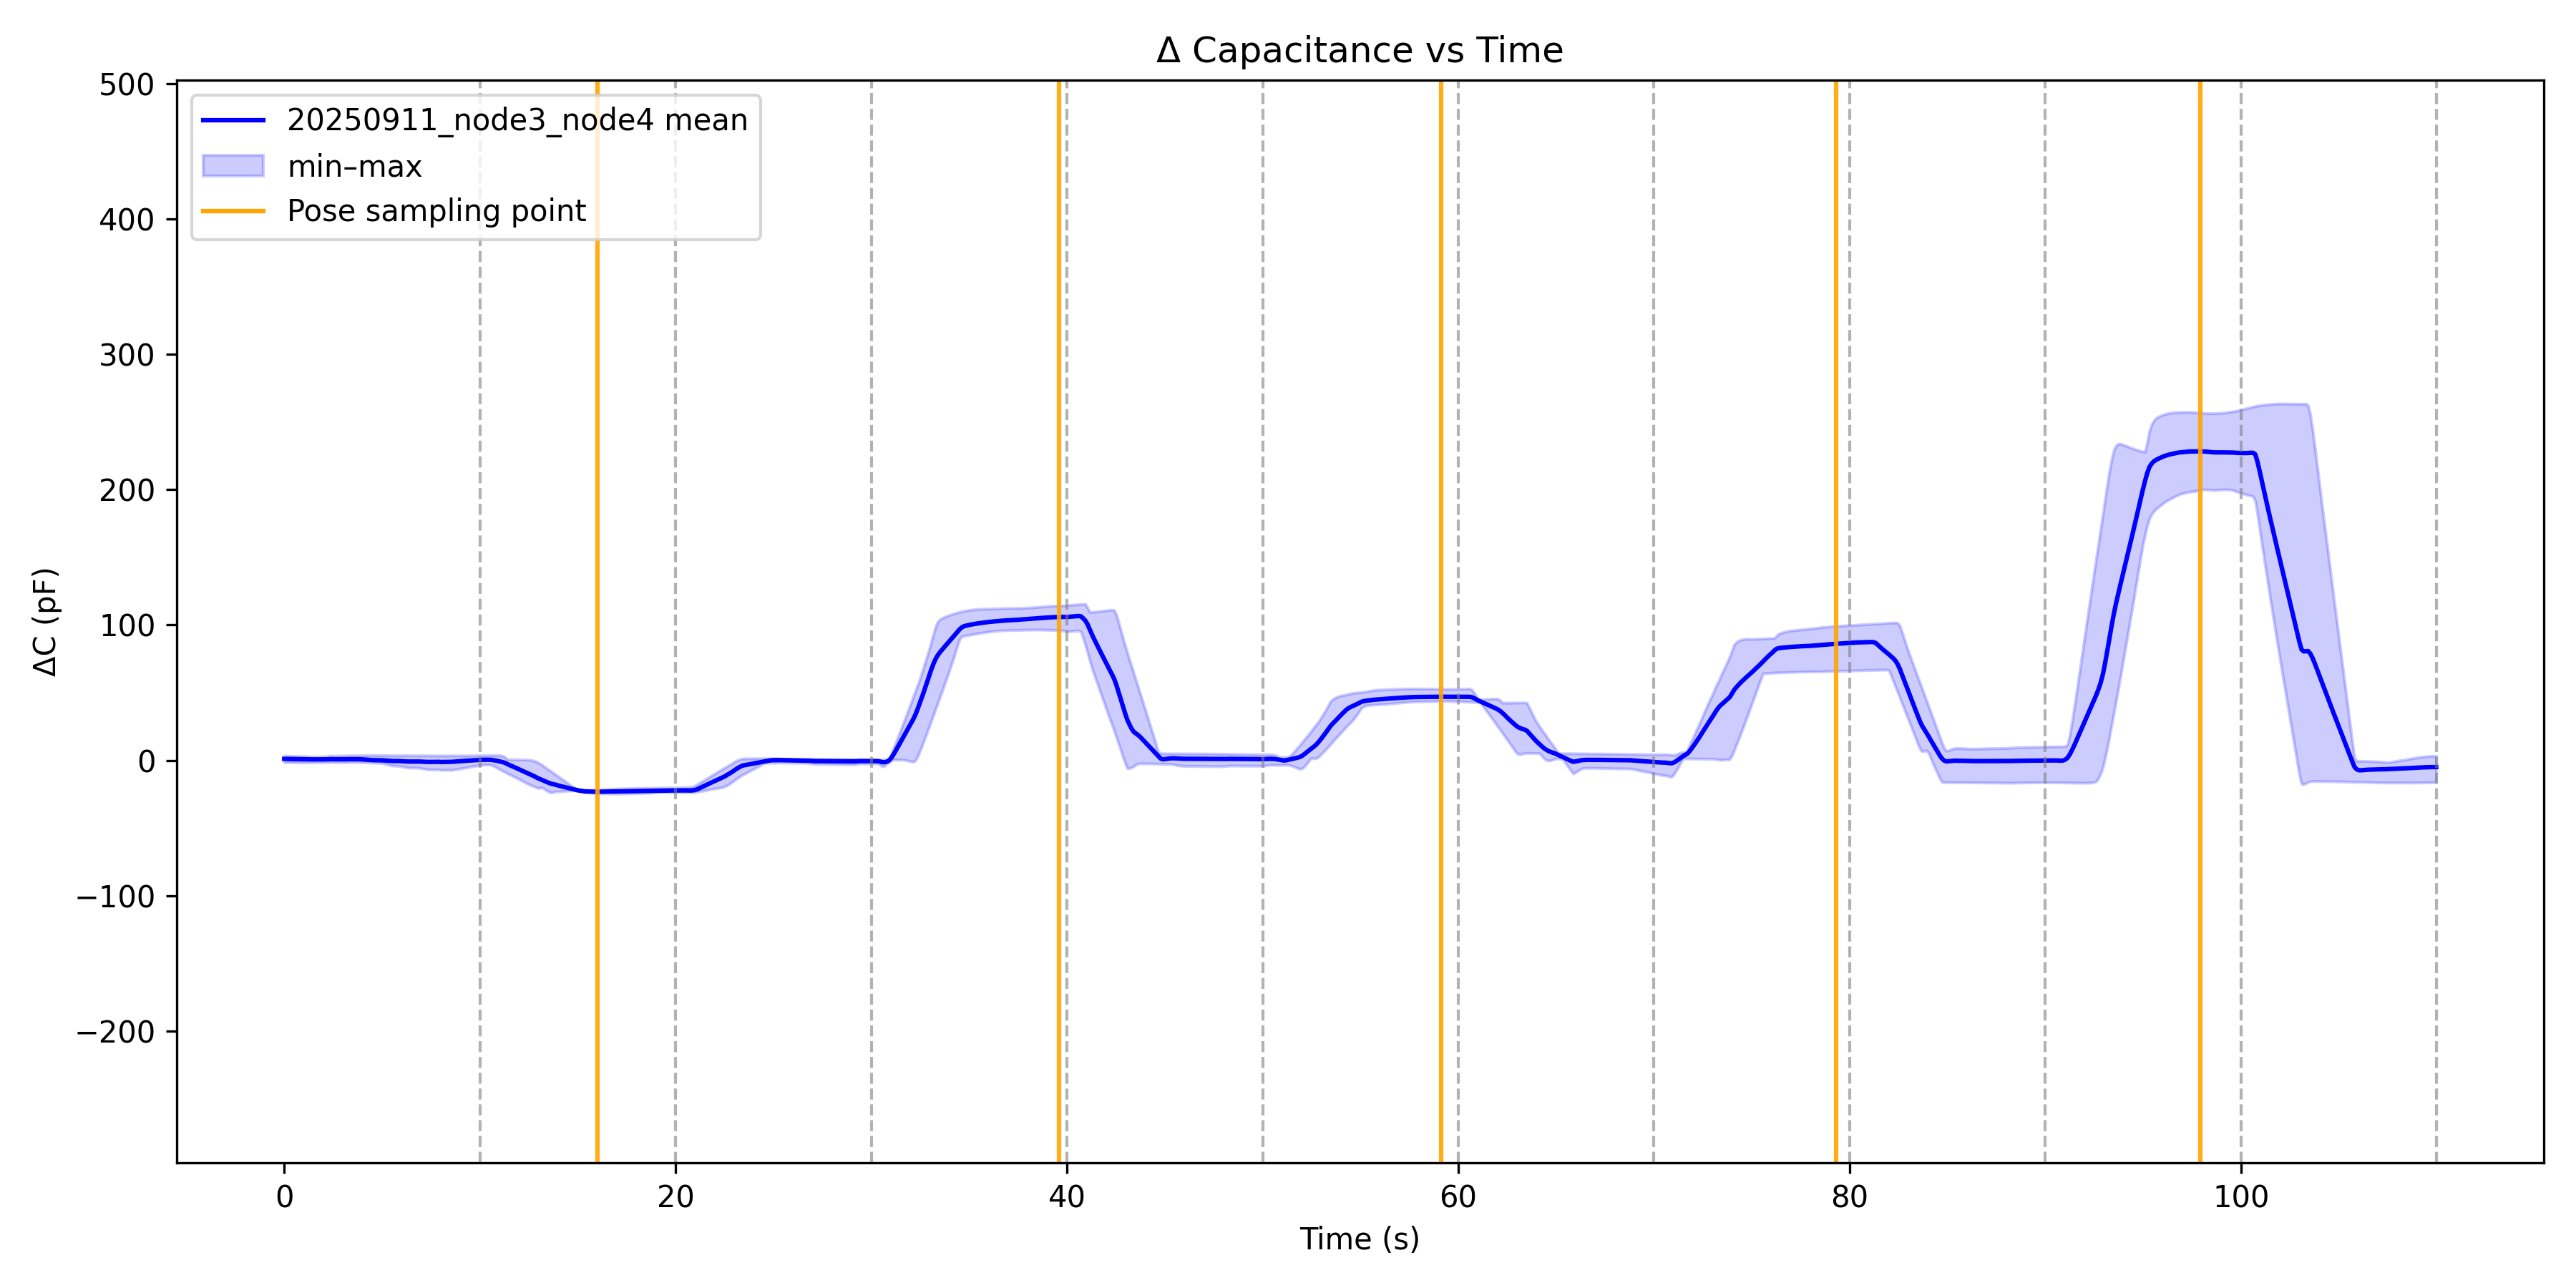 Δ Capacitance vs Time
20250911_node3_node4 mean
min–max
Pose sampling point
500
400
300
200
100
0
−100
−200
ΔC (pF)
0 20 40 60 80 100
Time (s)